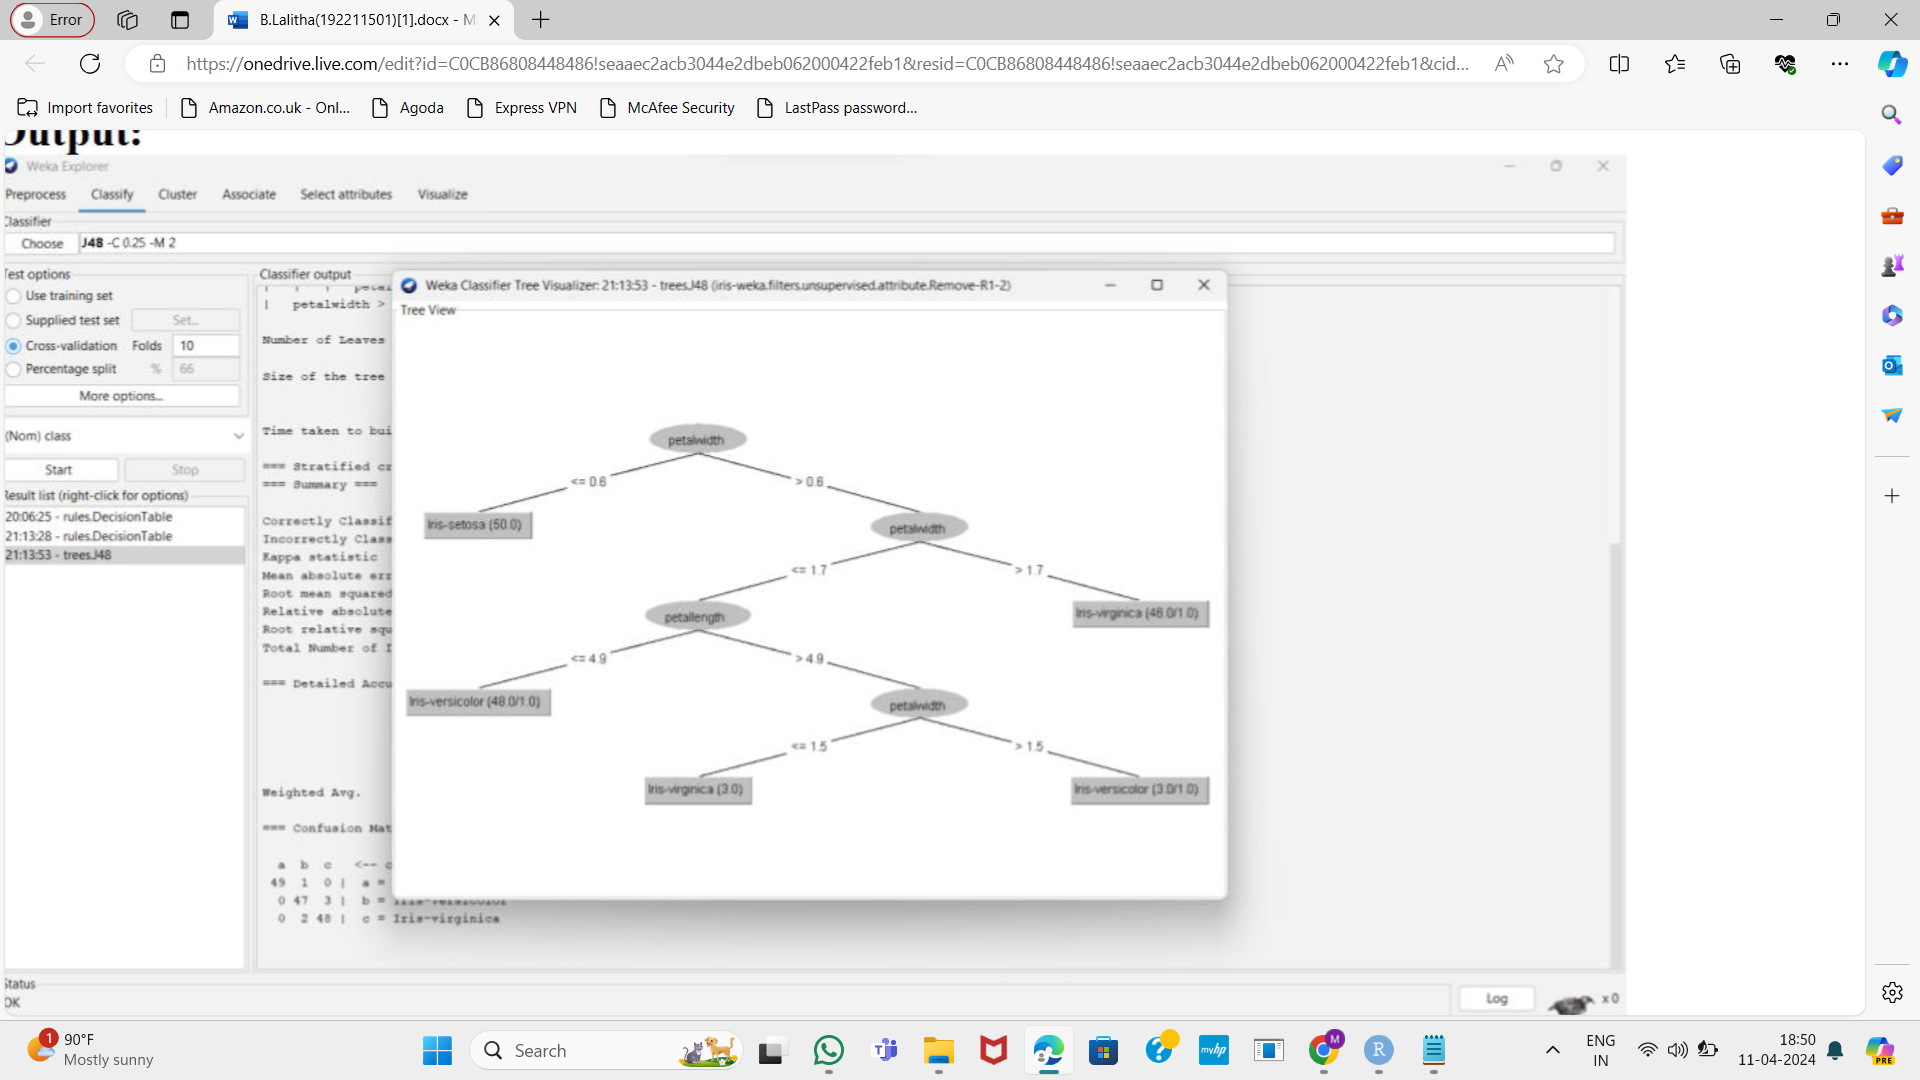 Error
B.Lalitha(192211501)[1].docx - M
https://onedrive.live.com/edit?id=C0CB86808448486!seaaec2acb3044e2dbeb062000422feb1&resid=C0CB86808448486!seaaec2acb3044e2dbeb062000422feb1&cid...
Import favorites
Amazon.co.uk - Onl...
Agoda
Express VPN
McAfee Security
LastPass password...
Output:
Weka Explorer
Preprocess
Classify
Cluster
Associate
Select attributes
Visualize
Classifier
Choose
J48 -C 0.25 -M 2
Test options
Use training set
Supplied test set
Set...
Cross-validation Folds 10
Percentage split % 66
More options...
(Nom) class
Start
Stop
Result list (right-click for options)
20:06:25 - rules.DecisionTable
21:13:28 - rules.DecisionTable
21:13:53 - trees.J48
Classifier output
| petalwidth >
Number of Leaves
Size of the tree
Time taken to bui
=== Stratified cr
=== Summary ===
Correctly Classif
Incorrectly Class
Kappa statistic
Mean absolute err
Root mean squared
Relative absolute
Root relative squ
Total Number of I
=== Detailed Accu
Weighted Avg.
=== Confusion Mat
a b c <-- c
49 1 0 | a =
0 47 3 | b = Iris-versicolor
0 2 48 | c = Iris-virginica
Weka Classifier Tree Visualizer: 21:13:53 - trees.J48 (iris-weka.filters.unsupervised.attribute.Remove-R1-2)
Tree View
petalwidth
<= 0.6
> 0.6
Iris-setosa (50.0)
petalwidth
<= 1.7
> 1.7
petallength
Iris-virginica (46.0/1.0)
<= 4.9
> 4.9
Iris-versicolor (48.0/1.0)
petalwidth
<= 1.5
> 1.5
Iris-virginica (3.0)
Iris-versicolor (3.0/1.0)
Status
OK
Log
x 0
1
90°F
Mostly sunny
Search
myhp
M
R
ENG
IN
18:50
11-04-2024
PRE